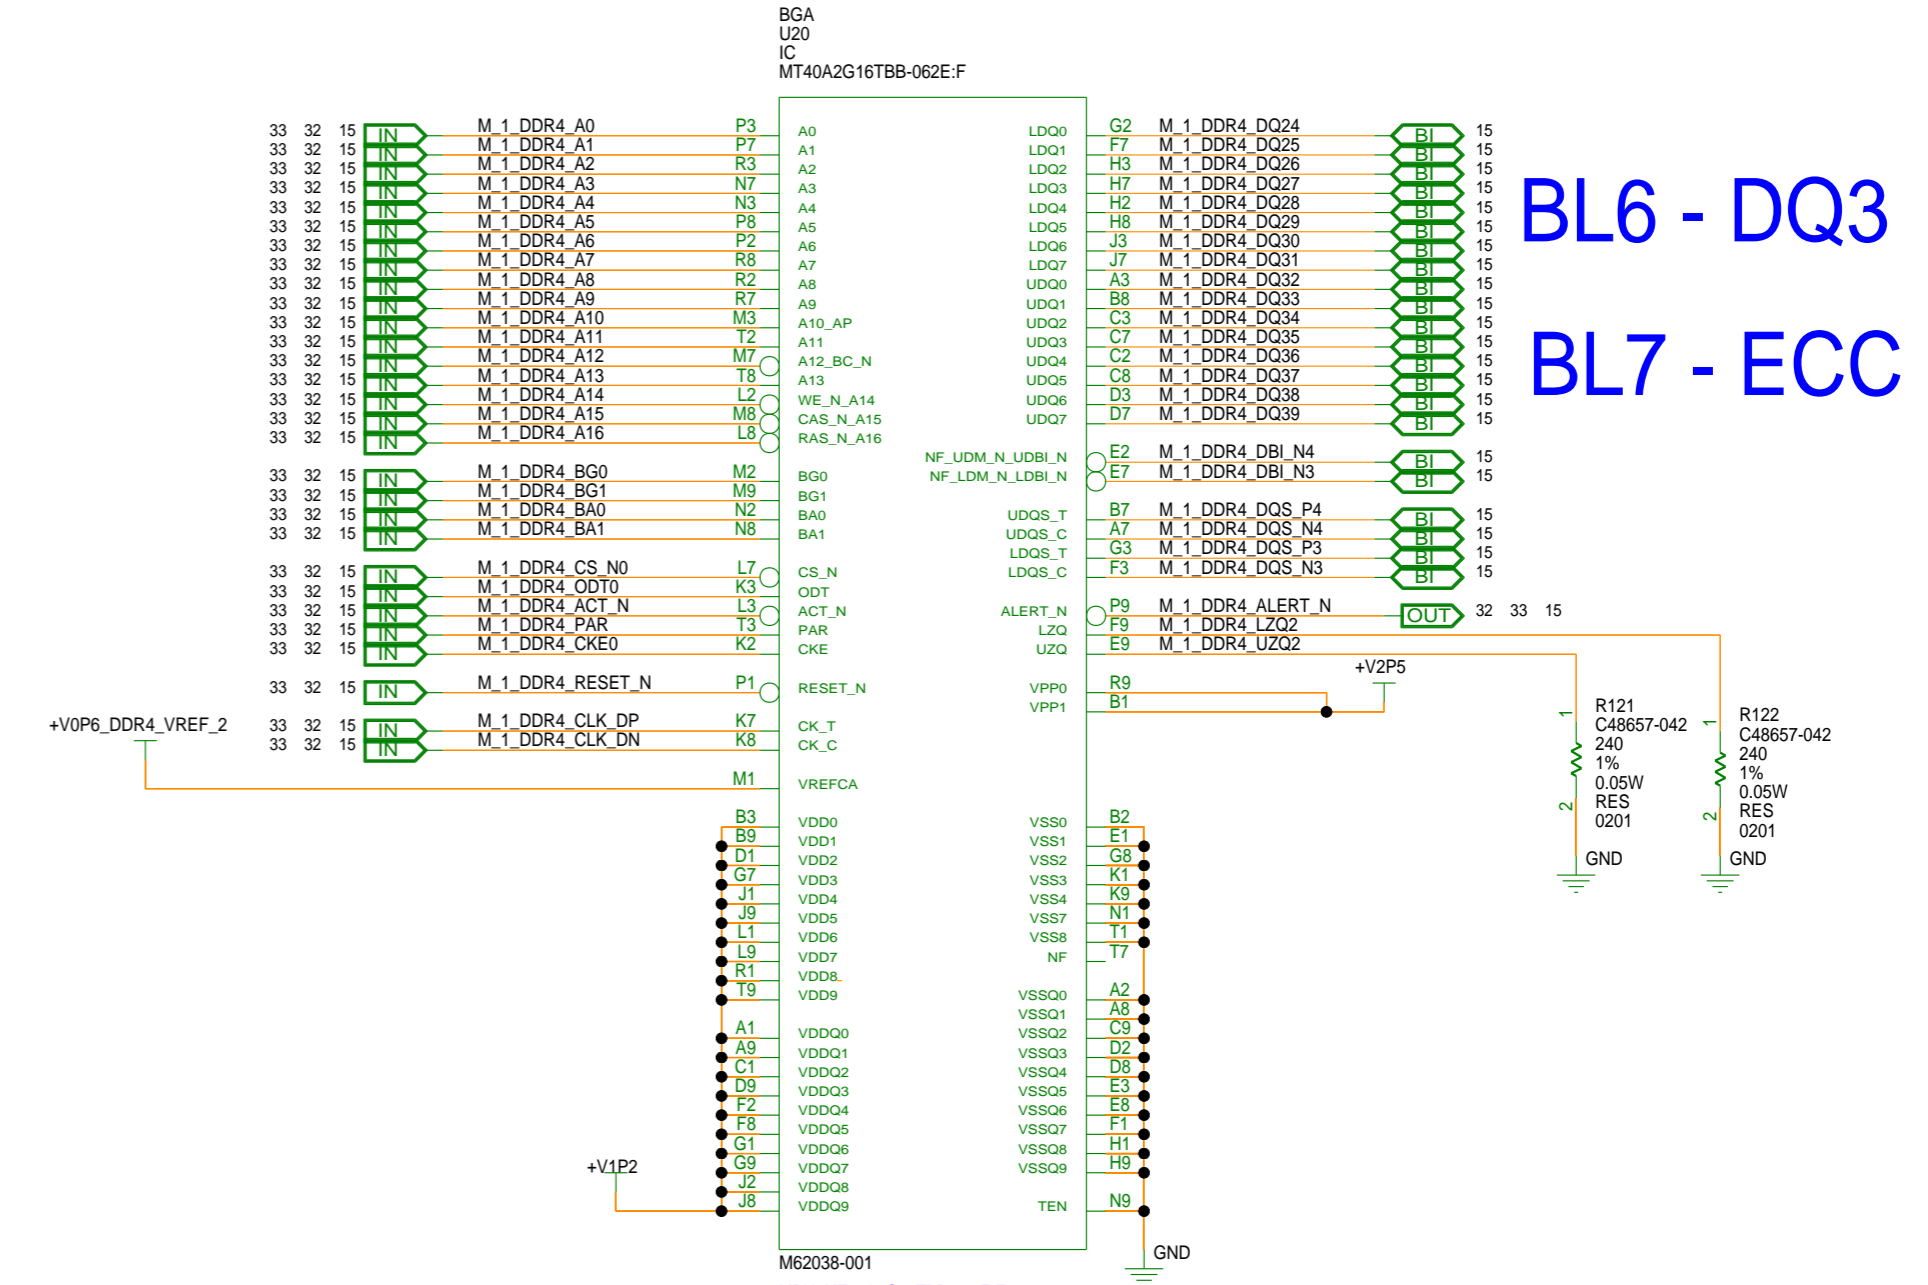 BGA
U20
IC
MT40A2G16TBB-062E:F
33 32 15 IN M_1_DDR4_A0 P3 A0 LDQ0 G2 M_1_DDR4_DQ24 BI 15
33 32 15 IN M_1_DDR4_A1 P7 A1 LDQ1 F7 M_1_DDR4_DQ25 BI 15
33 32 15 IN M_1_DDR4_A2 R3 A2 LDQ2 H3 M_1_DDR4_DQ26 BI 15
33 32 15 IN M_1_DDR4_A3 N7 A3 LDQ3 H7 M_1_DDR4_DQ27 BI 15
33 32 15 IN M_1_DDR4_A4 N3 A4 LDQ4 H2 M_1_DDR4_DQ28 BI 15
BL6 - DQ3
33 32 15 IN M_1_DDR4_A5 P8 A5 LDQ5 H8 M_1_DDR4_DQ29 BI 15
33 32 15 IN M_1_DDR4_A6 P2 A6 LDQ6 J3 M_1_DDR4_DQ30 BI 15
33 32 15 IN M_1_DDR4_A7 R8 A7 LDQ7 J7 M_1_DDR4_DQ31 BI 15
33 32 15 IN M_1_DDR4_A8 R2 A8 UDQ0 A3 M_1_DDR4_DQ32 BI 15
33 32 15 IN M_1_DDR4_A9 R7 A9 UDQ1 B8 M_1_DDR4_DQ33 BI 15
33 32 15 IN M_1_DDR4_A10 M3 A10_AP UDQ2 C3 M_1_DDR4_DQ34 BI 15
33 32 15 IN M_1_DDR4_A11 T2 A11 UDQ3 C7 M_1_DDR4_DQ35 BI 15
33 32 15 IN M_1_DDR4_A12 M7 A12_BC_N UDQ4 C2 M_1_DDR4_DQ36 BI 15
BL7 - ECC
33 32 15 IN M_1_DDR4_A13 T8 A13 UDQ5 C8 M_1_DDR4_DQ37 BI 15
33 32 15 IN M_1_DDR4_A14 L2 WE_N_A14 UDQ6 D3 M_1_DDR4_DQ38 BI 15
33 32 15 IN M_1_DDR4_A15 M8 CAS_N_A15 UDQ7 D7 M_1_DDR4_DQ39 BI 15
33 32 15 IN M_1_DDR4_A16 L8 RAS_N_A16
NF_UDM_N_UDBI_N E2 M_1_DDR4_DBI_N4 BI 15
33 32 15 IN M_1_DDR4_BG0 M2 BG0 NF_LDM_N_LDBI_N E7 M_1_DDR4_DBI_N3 BI 15
33 32 15 IN M_1_DDR4_BG1 M9 BG1
33 32 15 IN M_1_DDR4_BA0 N2 BA0 UDQS_T B7 M_1_DDR4_DQS_P4 BI 15
33 32 15 IN M_1_DDR4_BA1 N8 BA1 UDQS_C A7 M_1_DDR4_DQS_N4 BI 15
LDQS_T G3 M_1_DDR4_DQS_P3 BI 15
33 32 15 IN M_1_DDR4_CS_N0 L7 CS_N LDQS_C F3 M_1_DDR4_DQS_N3 BI 15
33 32 15 IN M_1_DDR4_ODT0 K3 ODT
33 32 15 IN M_1_DDR4_ACT_N L3 ACT_N ALERT_N P9 M_1_DDR4_ALERT_N OUT 32 33 15
33 32 15 IN M_1_DDR4_PAR T3 PAR LZQ F9 M_1_DDR4_LZQ2
33 32 15 IN M_1_DDR4_CKE0 K2 CKE UZQ E9 M_1_DDR4_UZQ2
+V2P5
33 32 15 IN M_1_DDR4_RESET_N P1 RESET_N VPP0 R9
VPP1 B1
+V0P6_DDR4_VREF_2
33 32 15 IN M_1_DDR4_CLK_DP K7 CK_T
33 32 15 IN M_1_DDR4_CLK_DN K8 CK_C
1
R121
C48657-042
240
1%
0.05W
RES
0201
2
GND
1
R122
C48657-042
240
1%
0.05W
RES
0201
2
GND
M1 VREFCA
B3 VDD0 VSS0 B2
B9 VDD1 VSS1 E1
D1 VDD2 VSS2 G8
G7 VDD3 VSS3 K1
J1 VDD4 VSS4 K9
J9 VDD5 VSS7 N1
L1 VDD6 VSS8 T1
L9 VDD7 NF T7
R1 VDD8
T9 VDD9 VSSQ0 A2
VSSQ1 A8
A1 VDDQ0 VSSQ2 C9
A9 VDDQ1 VSSQ3 D2
C1 VDDQ2 VSSQ4 D8
D9 VDDQ3 VSSQ5 E3
F2 VDDQ4 VSSQ6 E8
F8 VDDQ5 VSSQ7 F1
G1 VDDQ6 VSSQ8 H1
+V1P2
G9 VDDQ7 VSSQ9 H9
J2 VDDQ8
J8 VDDQ9 TEN N9
GND
M62038-001